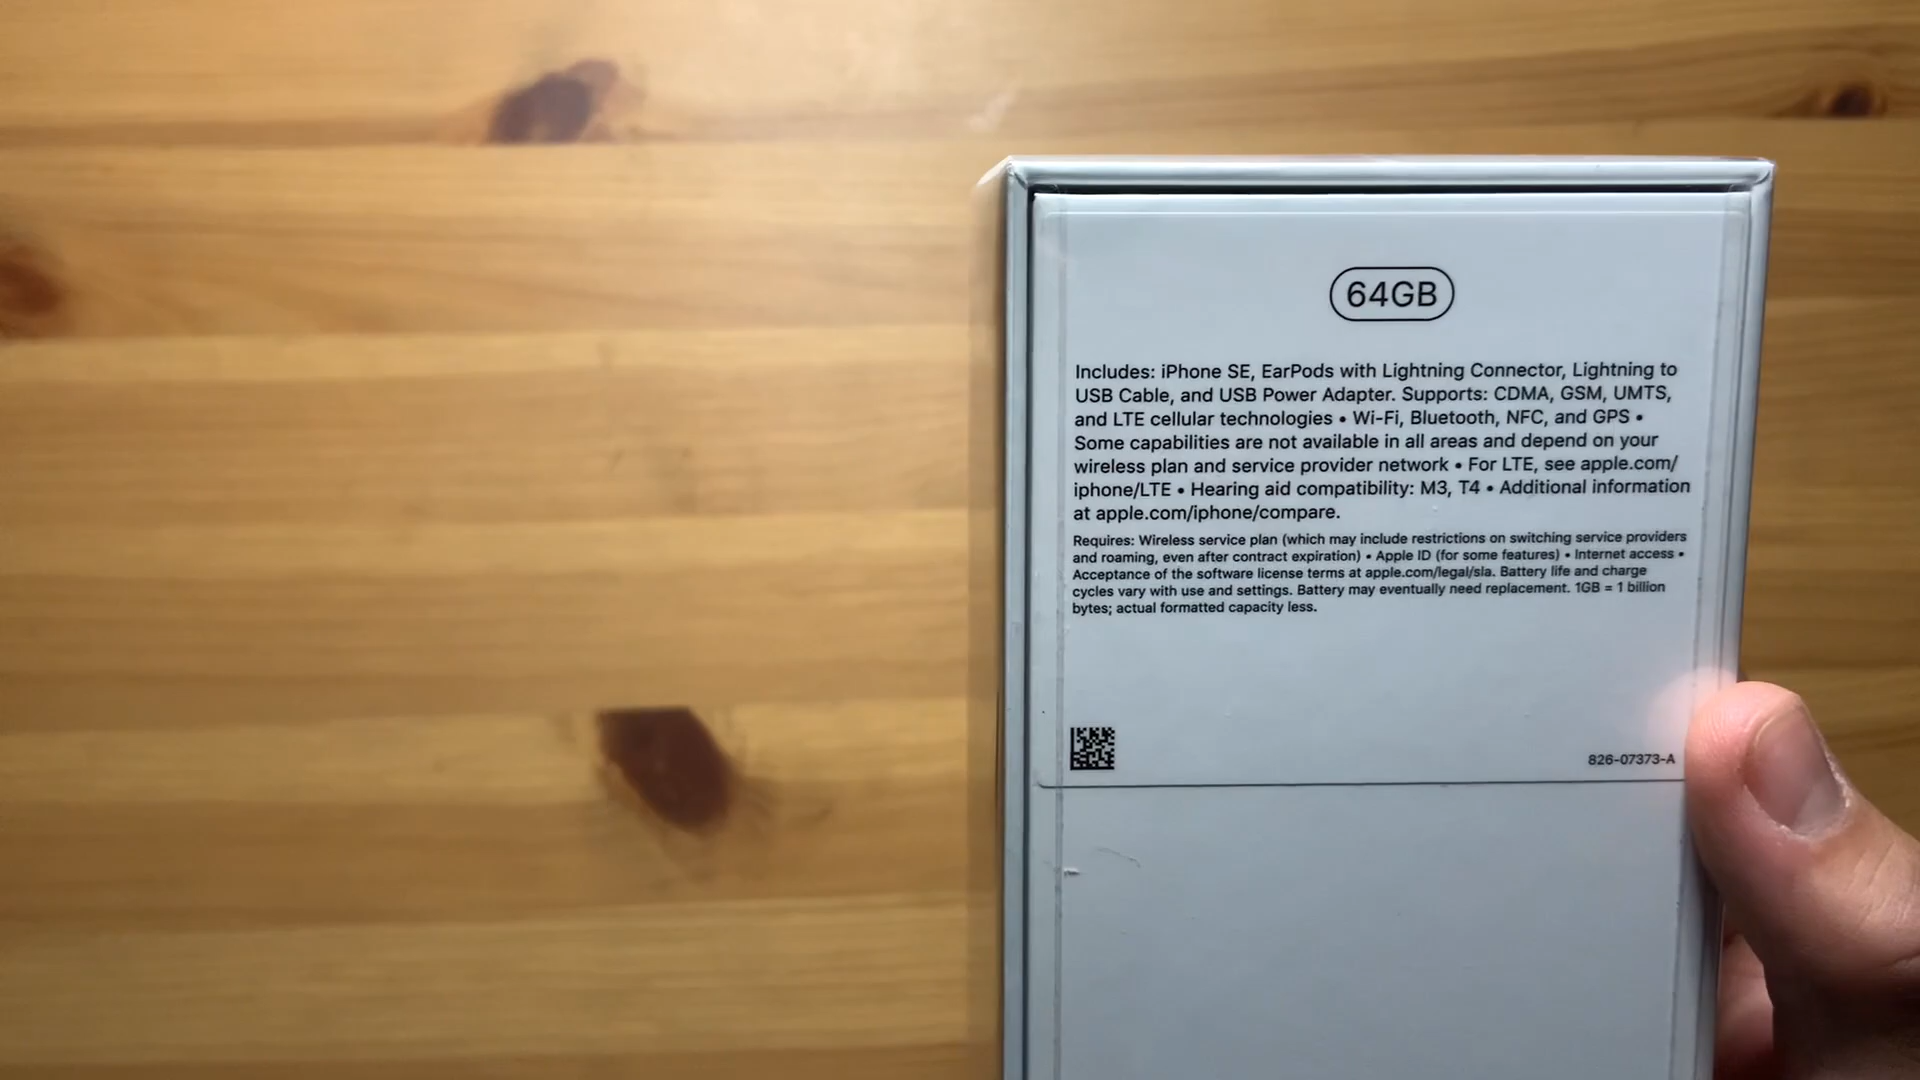 64GB
Includes: iPhone SE, EarPods with Lightning Connector, Lightning to
USB Cable, and USB Power Adapter. Supports: CDMA, GSM, UMTS,
and LTE cellular technologies • Wi-Fi, Bluetooth, NFC, and GPS •
Some capabilities are not available in all areas and depend on your
wireless plan and service provider network • For LTE, see apple.com/
iphone/LTE • Hearing aid compatibility: M3, T4 • Additional information
at apple.com/iphone/compare.
Requires: Wireless service plan (which may include restrictions on switching service providers
and roaming, even after contract expiration) • Apple ID (for some features) • Internet access •
Acceptance of the software license terms at apple.com/legal/sla. Battery life and charge
cycles vary with use and settings. Battery may eventually need replacement. 1GB = 1 billion
bytes; actual formatted capacity less.
826-07373-A